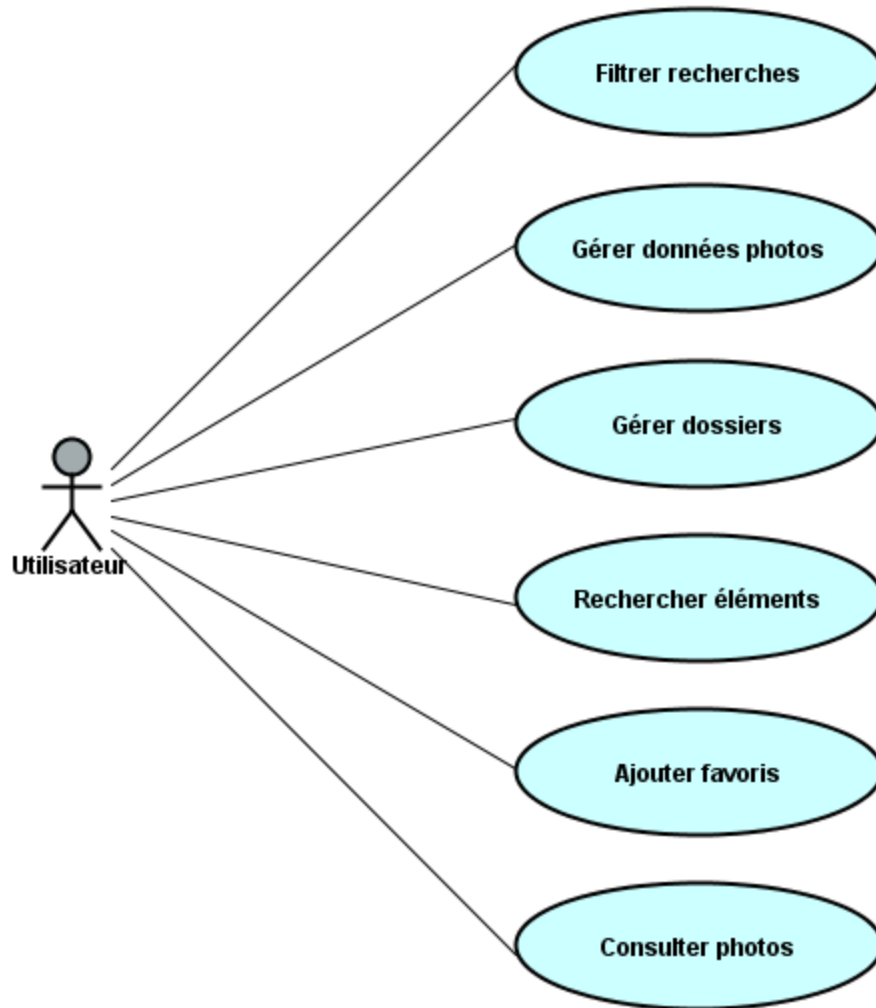 Filtrer recherches
Gérer données photos
Gérer dossiers
Utilisateur
Rechercher éléments
Ajouter favoris
Consulter photos